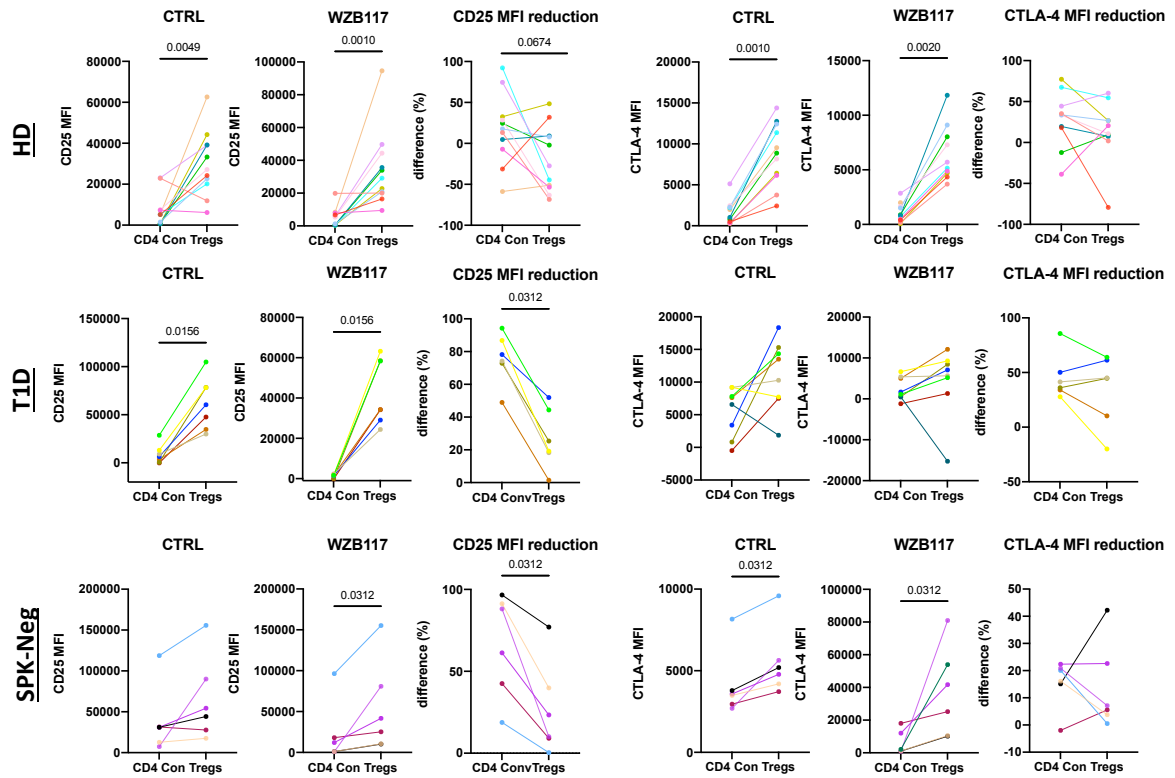 HD
CTRL
0.0049
CD25 MFI
80000
60000
40000
20000
0
CD4 Con Tregs
WZB117
0.0010
CD25 MFI
100000
80000
60000
40000
20000
0
CD4 Con Tregs
CD25 MFI reduction
0.0674
difference (%)
100
50
0
-50
-100
CD4 Con Tregs
CTRL
0.0010
CTLA-4 MFI
20000
15000
10000
5000
0
CD4 Con Tregs
WZB117
0.0020
CTLA-4 MFI
15000
10000
5000
0
CD4 Con Tregs
CTLA-4 MFI reduction
difference (%)
100
50
0
-50
-100
CD4 Con Tregs
T1D
CTRL
0.0156
CD25 MFI
150000
100000
50000
0
CD4 Con Tregs
WZB117
0.0156
CD25 MFI
80000
60000
40000
20000
0
CD4 Con Tregs
CD25 MFI reduction
0.0312
difference (%)
100
80
60
40
20
0
CD4 ConvTregs
CTRL
CTLA-4 MFI
20000
15000
10000
5000
0
-5000
CD4 Con Tregs
WZB117
CTLA-4 MFI
20000
10000
0
-10000
-20000
CD4 Con Tregs
CTLA-4 MFI reduction
difference (%)
100
50
0
-50
CD4 Con Tregs
SPK-Neg
CTRL
CD25 MFI
200000
150000
100000
50000
0
CD4 Con Tregs
WZB117
0.0312
CD25 MFI
200000
150000
100000
50000
0
CD4 Con Tregs
CD25 MFI reduction
0.0312
difference (%)
100
50
0
CD4 ConvTregs
CTRL
0.0312
CTLA-4 MFI
10000
8000
6000
4000
2000
0
CD4 Con Tregs
WZB117
0.0312
CTLA-4 MFI
100000
80000
60000
40000
20000
0
CD4 Con Tregs
CTLA-4 MFI reduction
difference (%)
50
40
30
20
10
0
-10
CD4 Con Tregs